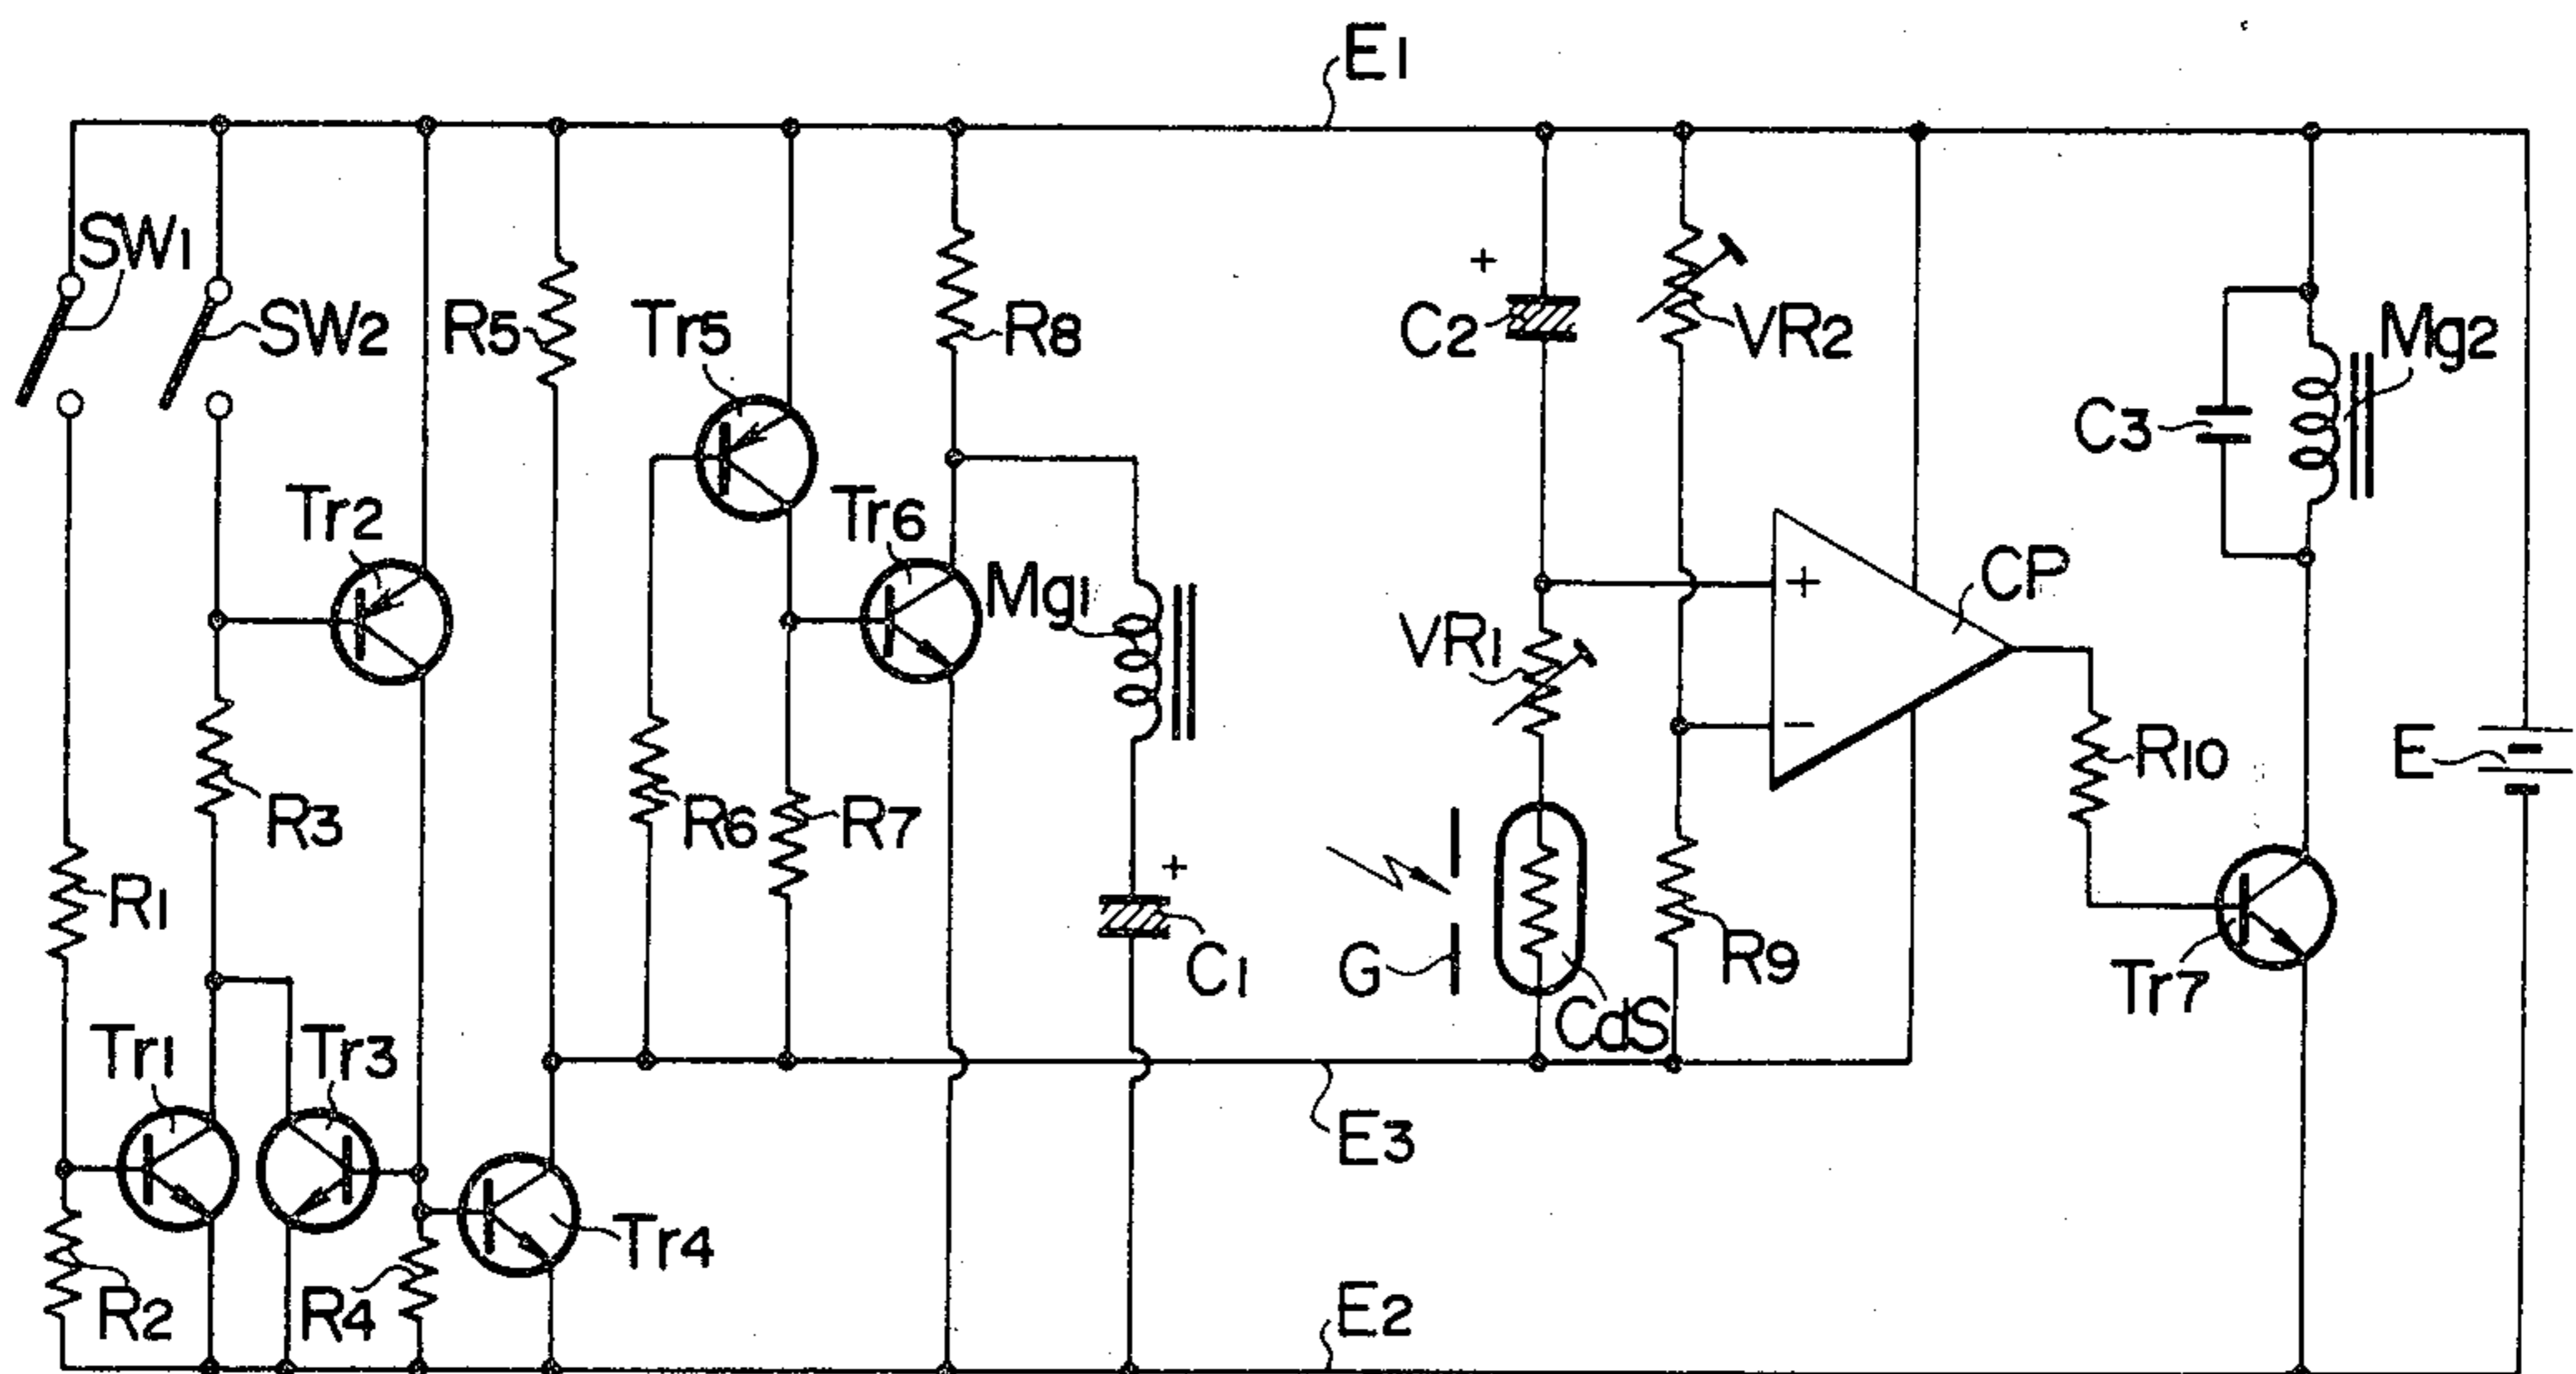 E1
SW1
SW2
R5
Tr5
R8
C2
+
VR2
Mg2
C3
Tr2
Tr6
Mg1
+
CP
VR1
−
R3
R6
R7
R10
E
R1
+
C1
G
CdS
R9
Tr7
Tr1
Tr3
E3
Tr4
R2
R4
E2